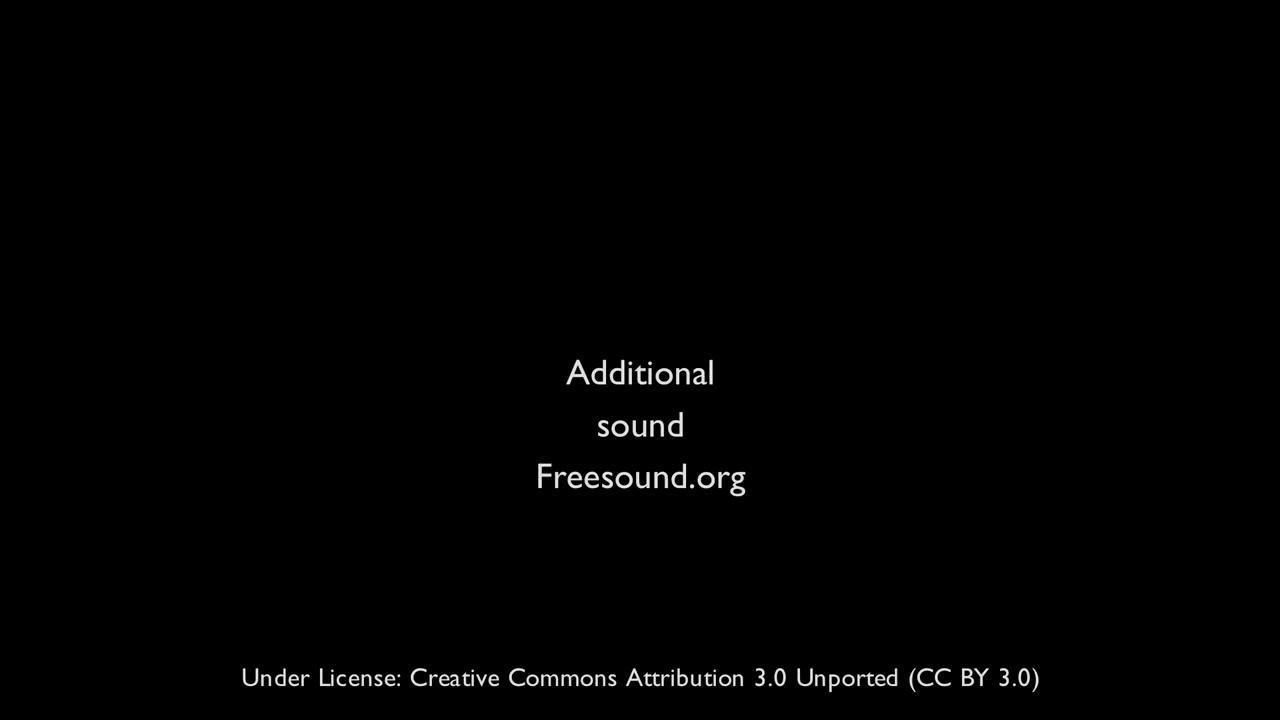 Additional
sound
Freesound.org
Under License: Creative Commons Attribution 3.0 Unported (CC BY 3.0)